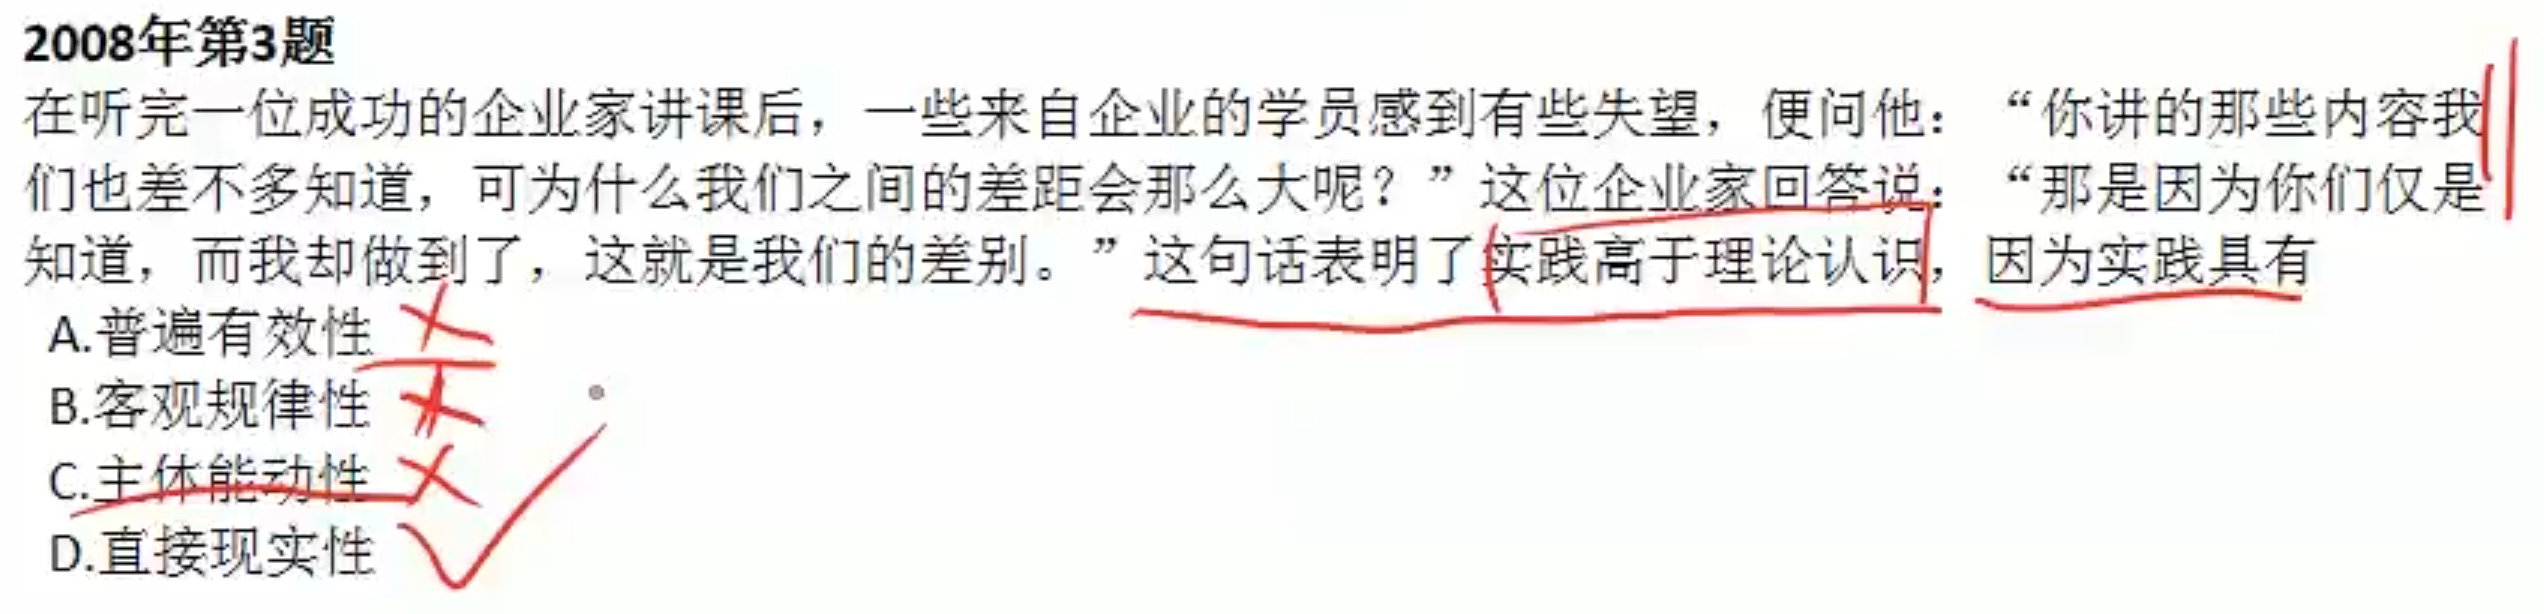 2008年第3题
在听完一位成功的企业家讲课后，一些来自企业的学员感到有些失望，便问他：“你讲的那些内容我
们也差不多知道，可为什么我们之间的差距会那么大呢？”这位企业家回答说：“那是因为你们仅是
知道，而我却做到了，这就是我们的差别。”这句话表明了实践高于理论认识，因为实践具有
A.普遍有效性
B.客观规律性
C.主体能动性
D.直接现实性